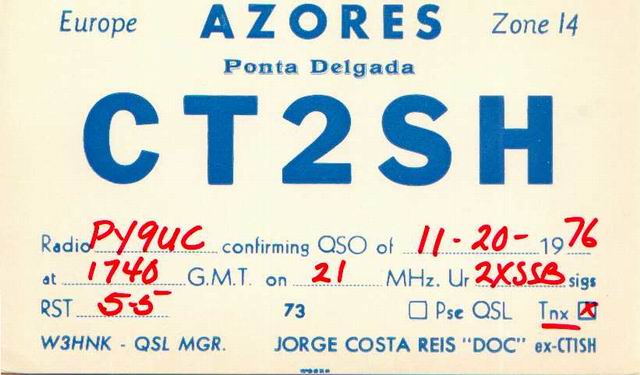 Europe AZORES Zone 14
Ponta Delgada
CT2SH
Radio PY9UC confirming QSO of 11-20- 1976
at 1740 G.M.T. on 21 MHz. Ur 2XSSB sigs
RST 5-5 73 Pse QSL Tnx X
W3HNK - QSL MGR. JORGE COSTA REIS "DOC" ex-CT1SH